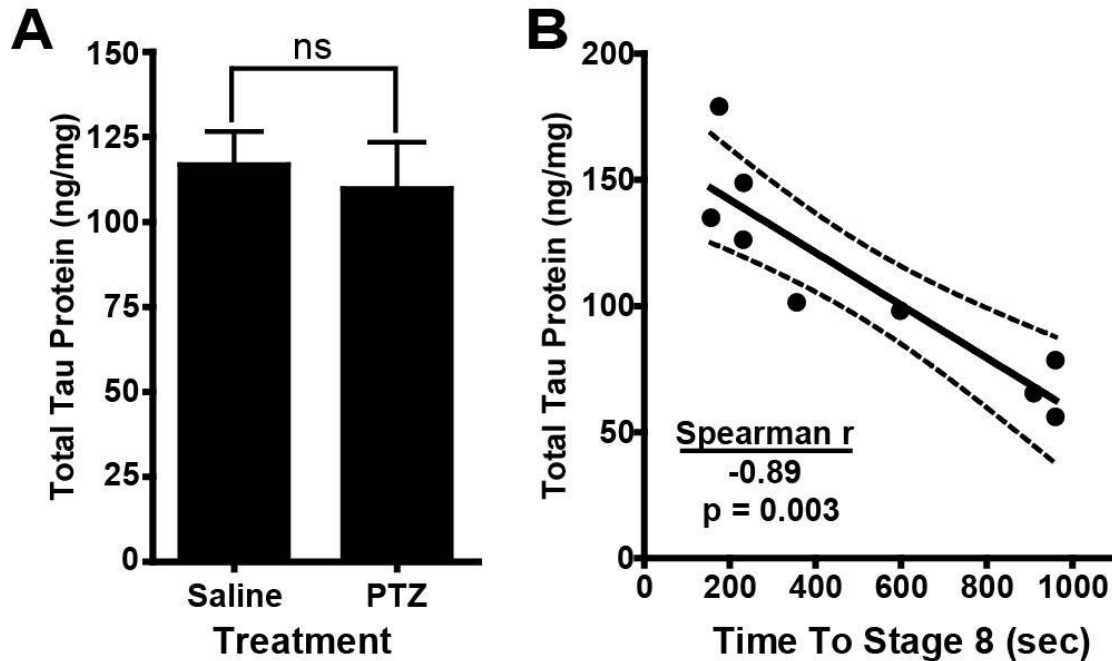 A
Total Tau Protein (ng/mg)
150
125
100
75
50
25
0
ns
Saline PTZ
Treatment
B
Total Tau Protein (ng/mg)
200
150
100
50
0
Spearman r
-0.89
p = 0.003
0 200 400 600 800 1000
Time To Stage 8 (sec)